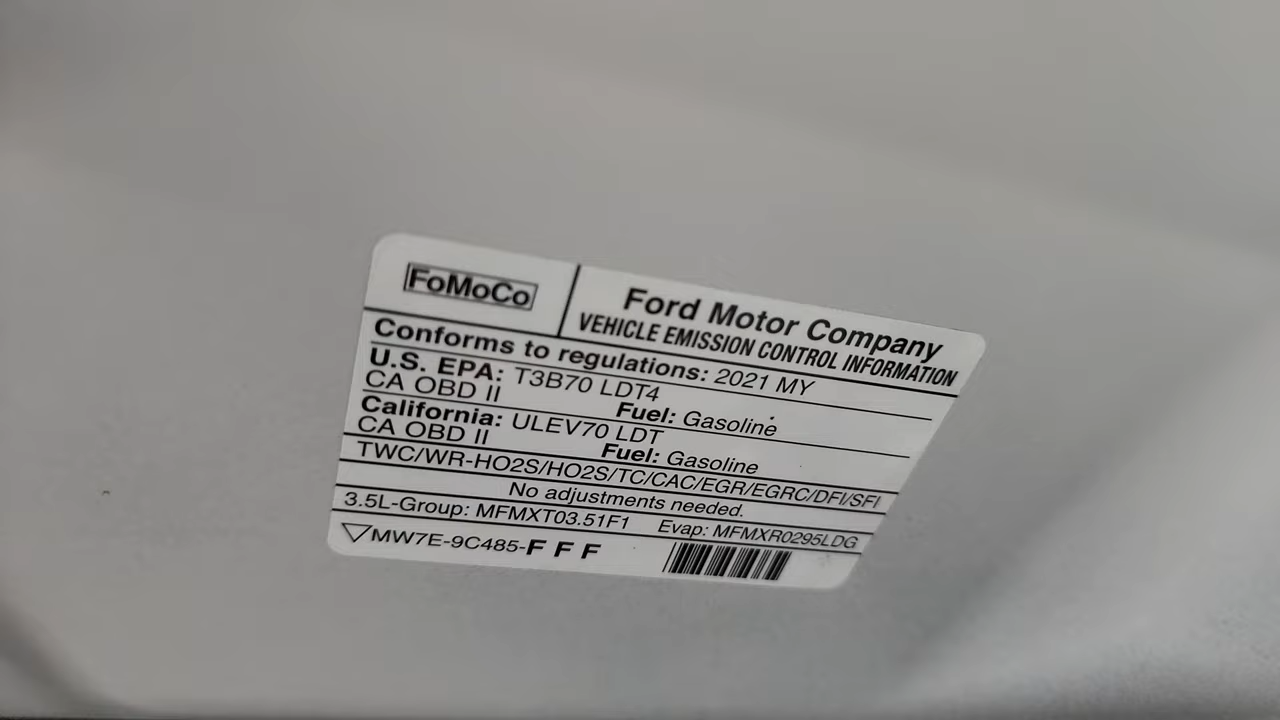 FoMoCo
Ford Motor Company
VEHICLE EMISSION CONTROL INFORMATION
Conforms to regulations: 2021 MY
U.S. EPA: T3B70 LDT4
CA OBD II Fuel: Gasoline
California: ULEV70 LDT
CA OBD II Fuel: Gasoline
TWC/WR-HO2S/HO2S/TC/CAC/EGR/EGRC/DFI/SFI
No adjustments needed.
3.5L-Group: MFMXT03.51F1 Evap: MFMXR0295LDG
MW7E-9C485-FFF